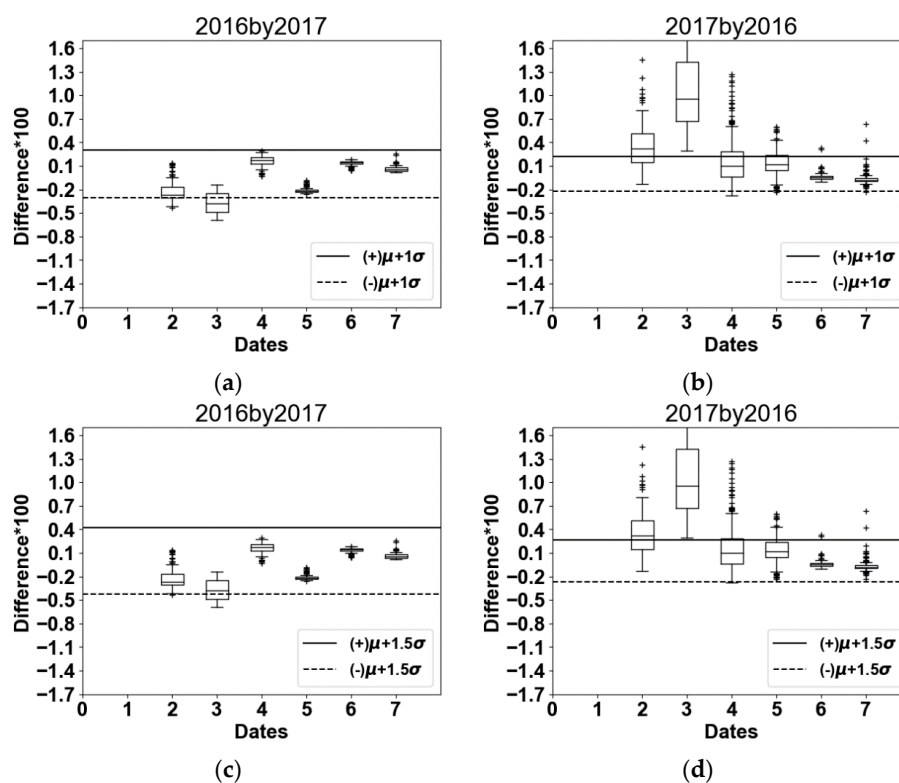 2016by2017
1.6
1.3
1.0
0.7
0.4
0.1
−0.2
−0.5
−0.8
−1.1
−1.4
−1.7
Difference*100
(+)μ+1σ
(-)μ+1σ
0 1 2 3 4 5 6 7
Dates
(a)
2017by2016
1.6
1.3
1.0
0.7
0.4
0.1
−0.2
−0.5
−0.8
−1.1
−1.4
−1.7
Difference*100
(+)μ+1σ
(-)μ+1σ
0 1 2 3 4 5 6 7
Dates
(b)
2016by2017
1.6
1.3
1.0
0.7
0.4
0.1
−0.2
−0.5
−0.8
−1.1
−1.4
−1.7
Difference*100
(+)μ+1.5σ
(-)μ+1.5σ
0 1 2 3 4 5 6 7
Dates
(c)
2017by2016
1.6
1.3
1.0
0.7
0.4
0.1
−0.2
−0.5
−0.8
−1.1
−1.4
−1.7
Difference*100
(+)μ+1.5σ
(-)μ+1.5σ
0 1 2 3 4 5 6 7
Dates
(d)